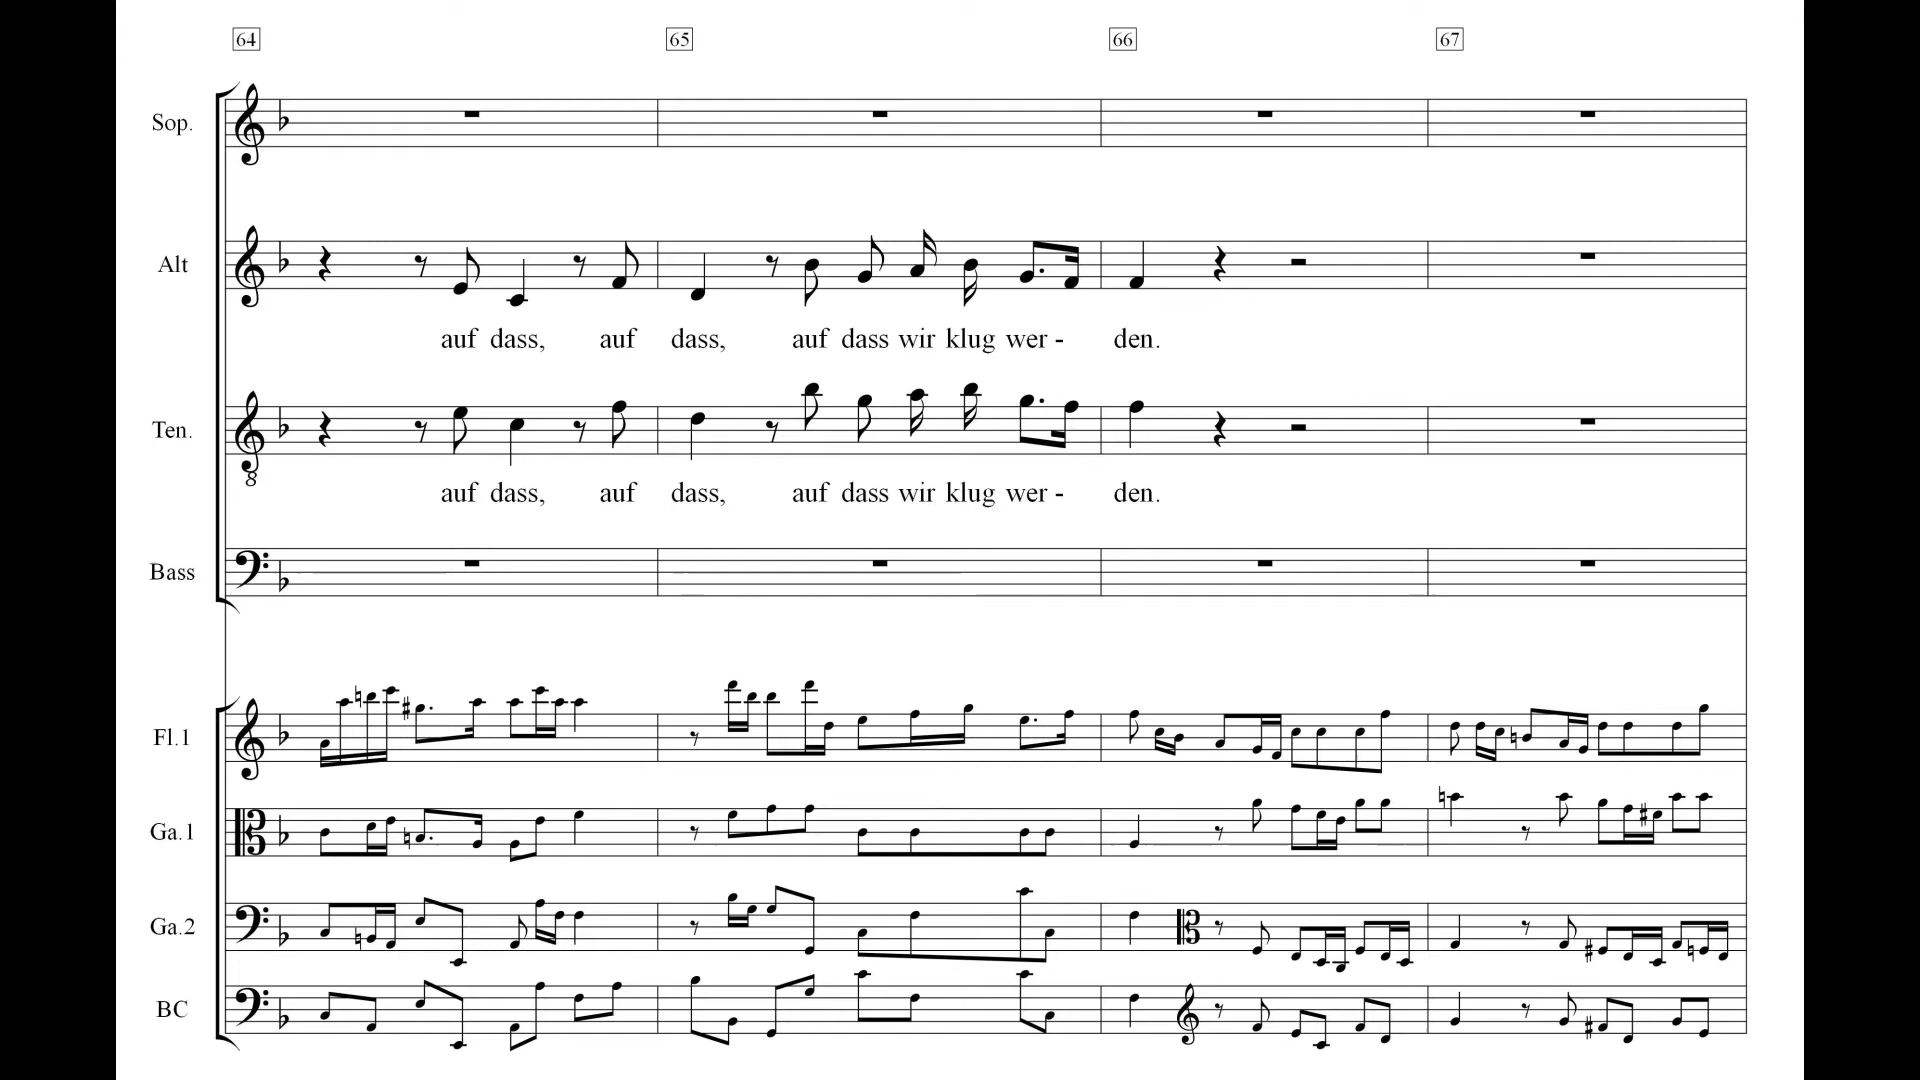 64 65 66 67
Sop.
Alt
auf dass, auf dass, auf dass wir klug wer - den.
Ten.
8
auf dass, auf dass, auf dass wir klug wer - den.
Bass
Fl.1
Ga.1
Ga.2
BC